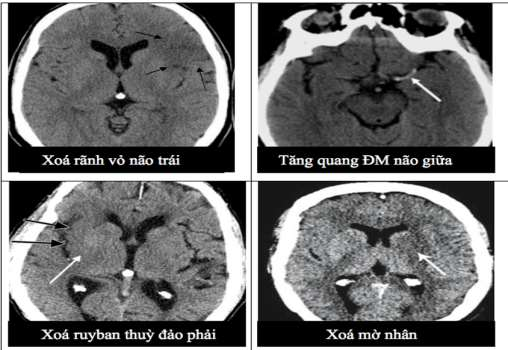 Xoá rãnh vỏ não trái
Tăng quang ĐM não giữa
Xoá ruyban thuỳ đảo phải
Xoá mờ nhân